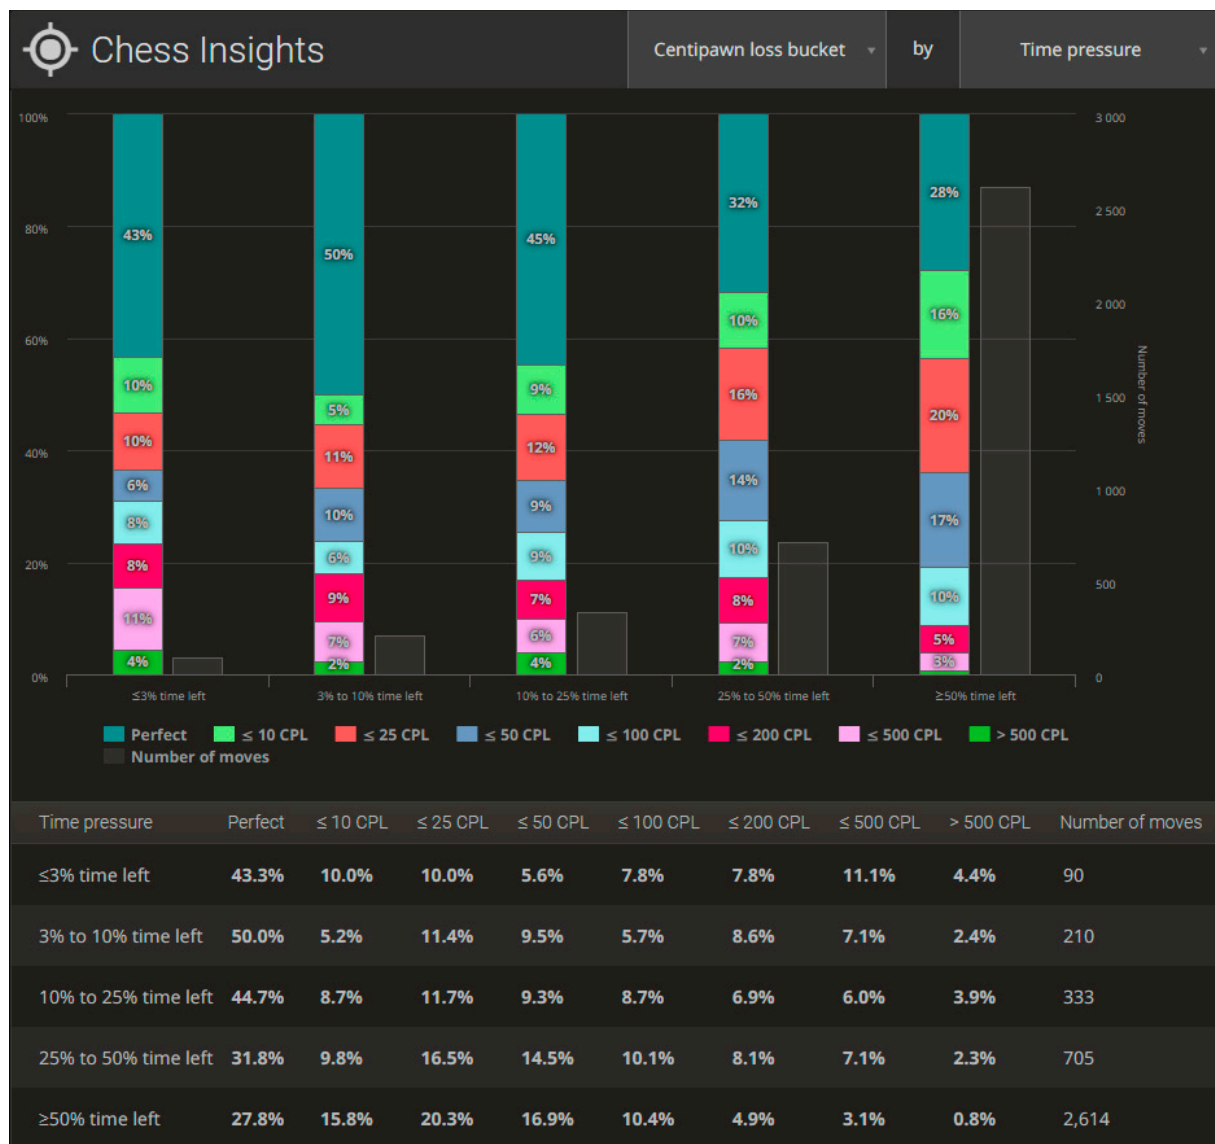 Chess Insights Centipawn loss bucket by Time pressure
100% 3 000
43% 50% 45% 32% 28%
80% 2 500
60% 2 000
10% 5% 9% 10% 16%
40% 1 500
10% 11% 12% 16% 20%
6% 10% 9% 14% 17%
1 000
8% 6% 9% 10% 10%
20% 500
8% 9% 7% 8% 5%
11% 7% 6% 7% 3%
4% 2% 4% 2%
0% 0
Number of moves
≤3% time left 3% to 10% time left 10% to 25% time left 25% to 50% time left ≥50% time left
Perfect ≤ 10 CPL ≤ 25 CPL ≤ 50 CPL ≤ 100 CPL ≤ 200 CPL ≤ 500 CPL > 500 CPL
Number of moves
Time pressure Perfect ≤ 10 CPL ≤ 25 CPL ≤ 50 CPL ≤ 100 CPL ≤ 200 CPL ≤ 500 CPL > 500 CPL Number of moves
≤3% time left 43.3% 10.0% 10.0% 5.6% 7.8% 7.8% 11.1% 4.4% 90
3% to 10% time left 50.0% 5.2% 11.4% 9.5% 5.7% 8.6% 7.1% 2.4% 210
10% to 25% time left 44.7% 8.7% 11.7% 9.3% 8.7% 6.9% 6.0% 3.9% 333
25% to 50% time left 31.8% 9.8% 16.5% 14.5% 10.1% 8.1% 7.1% 2.3% 705
≥50% time left 27.8% 15.8% 20.3% 16.9% 10.4% 4.9% 3.1% 0.8% 2,614